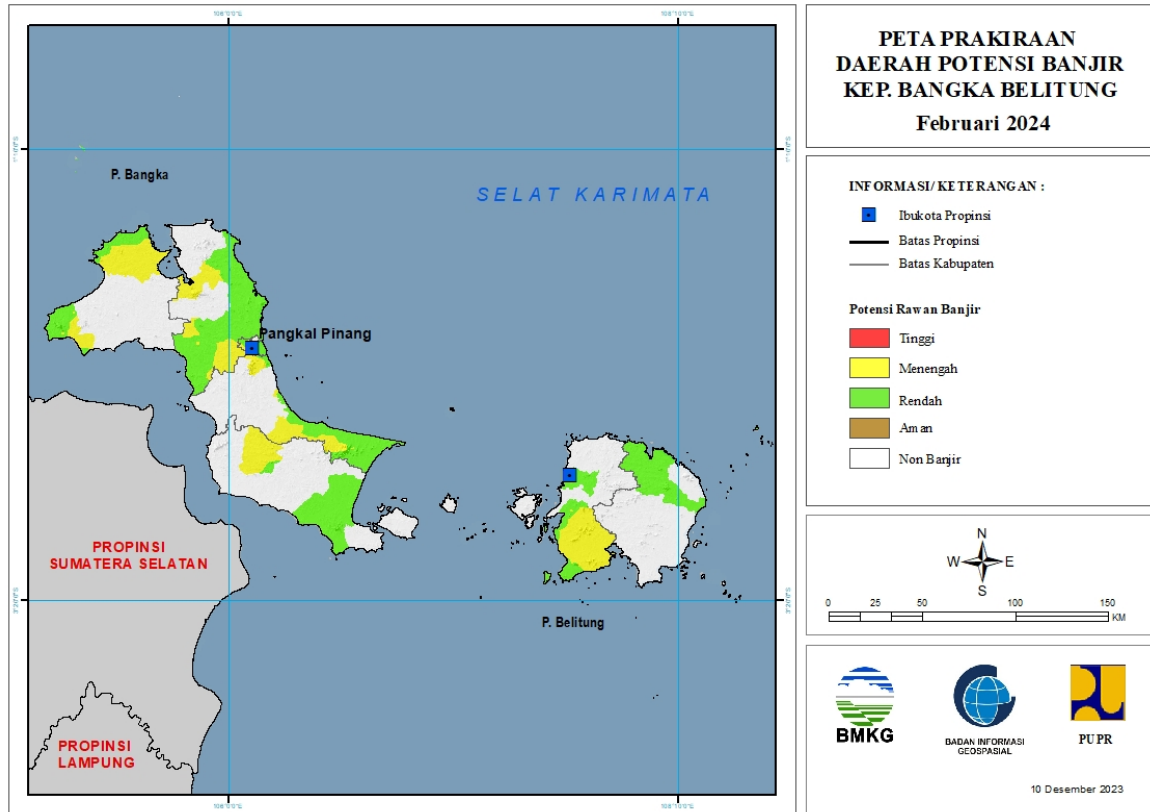 PETA PRAKIRAAN
DAERAH POTENSI BANJIR
KEP. BANGKA BELITUNG
Februari 2024
P. Bangka
SELAT KARIMATA
Pangkal Pinang
PROPINSI
SUMATERA SELATAN
P. Belitung
PROPINSI
LAMPUNG
INFORMASI/ KETERANGAN :
Ibukota Propinsi
Batas Propinsi
Batas Kabupaten
Potensi Rawan Banjir
Tinggi
Menengah
Rendah
Aman
Non Banjir
N
W E
S
0 25 50 100 150
KM
BMKG
BADAN INFORMASI
GEOSPASIAL
PUPR
10 Desember 2023